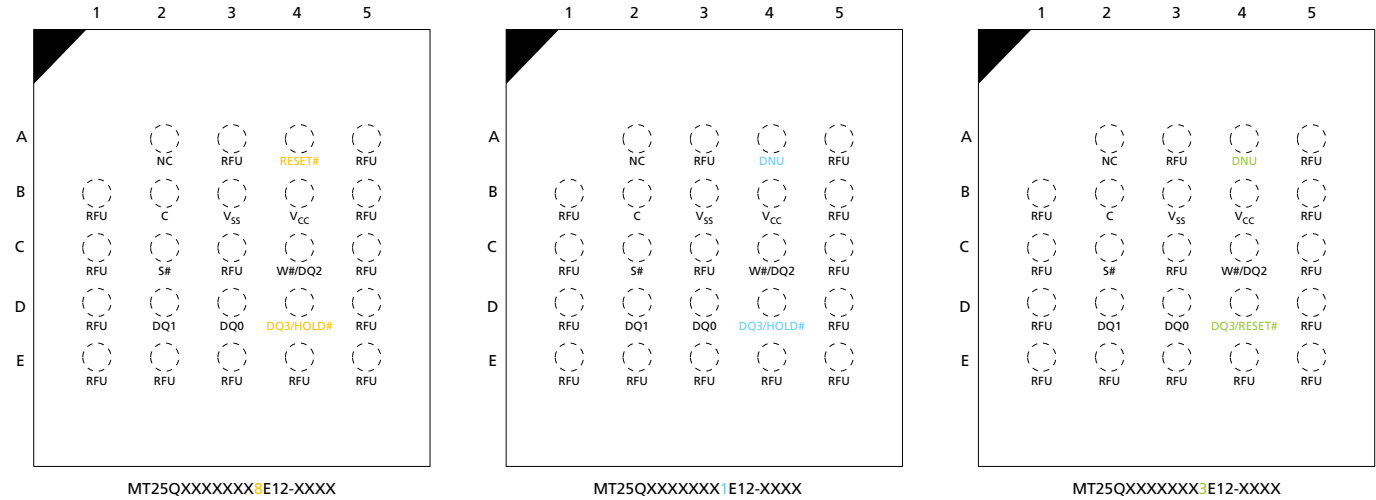 1 2 3 4 5 1 2 3 4 5 1 2 3 4 5
A A A
NC RFU RESET# RFU NC RFU DNU RFU NC RFU DNU RFU
B B B
RFU C VSS VCC RFU RFU C VSS VCC RFU RFU C VSS VCC RFU
C C C
RFU S# RFU W#/DQ2 RFU RFU S# RFU W#/DQ2 RFU RFU S# RFU W#/DQ2 RFU
D D D
RFU DQ1 DQ0 DQ3/HOLD# RFU RFU DQ1 DQ0 DQ3/HOLD# RFU RFU DQ1 DQ0 DQ3/RESET# RFU
E E E
RFU RFU RFU RFU RFU RFU RFU RFU RFU RFU RFU RFU RFU RFU RFU
MT25QXXXXXXX8E12-XXXX MT25QXXXXXXX1E12-XXXX MT25QXXXXXXX3E12-XXXX